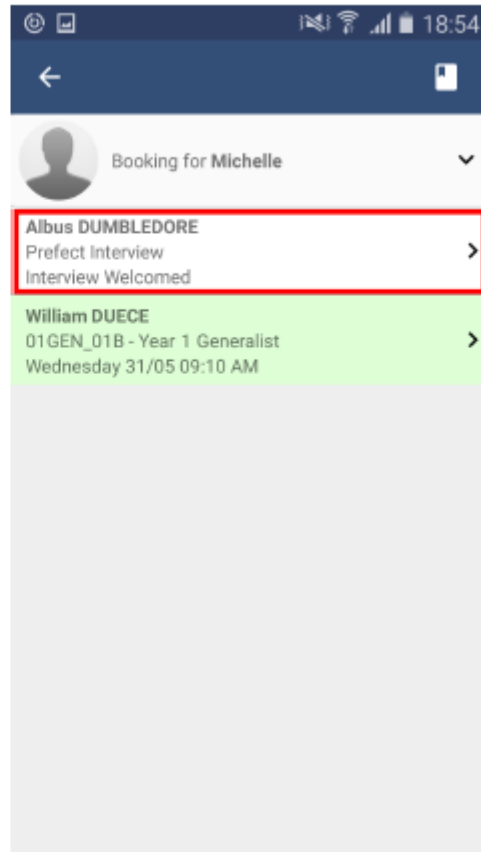 18:54
Booking for Michelle
Albus DUMBLEDORE
Prefect Interview
Interview Welcomed
William DUECE
01GEN_01B - Year 1 Generalist
Wednesday 31/05 09:10 AM